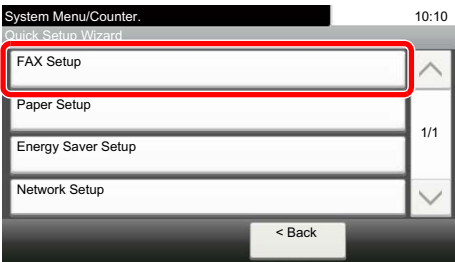 System Menu/Counter. 10:10
Quick Setup Wizard
FAX Setup
Paper Setup
1/1
Energy Saver Setup
Network Setup
< Back